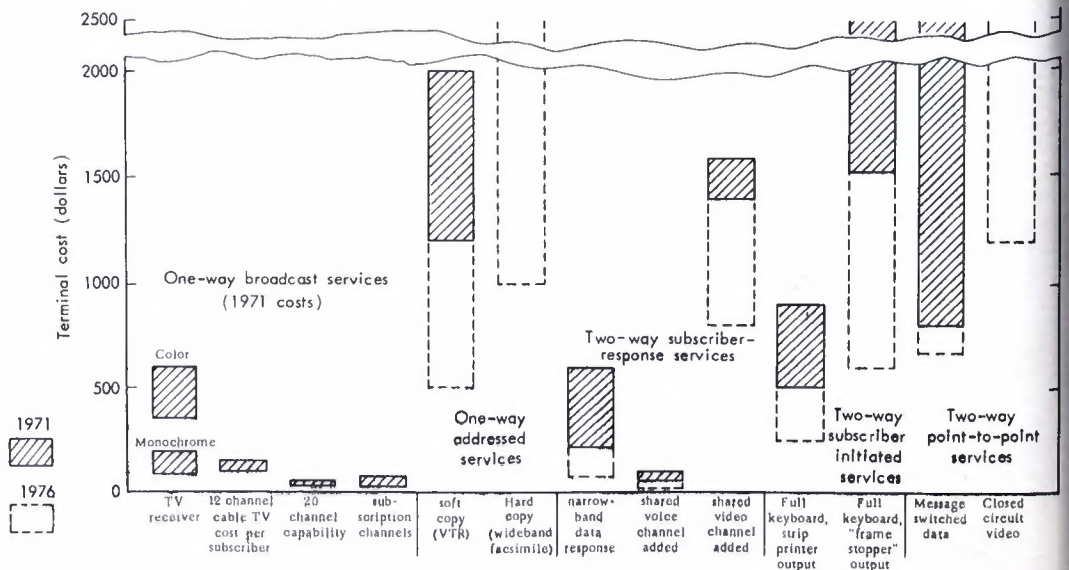 2500
2000
1500
1000
500
0
Terminal cost (dollars)
One-way broadcast services
(1971 costs)
Color
Monochrome
One-way
addressed
services
Two-way subscriber-
response services
Two-way
subscriber
initiated
services
Two-way
point-to-point
services
1971
1976
TV
receiver
12 channel
cable TV
cost per
subscriber
20
channel
capability
sub-
scription
channels
soft
copy
(VTR)
Hard
copy
(wideband
facsimile)
narrow-
band
data
response
shared
voice
channel
added
shared
video
channel
added
Full
keyboard,
strip
printer
output
Full
keyboard,
"frame
stopper"
output
Message
switched
data
Closed
circuit
video